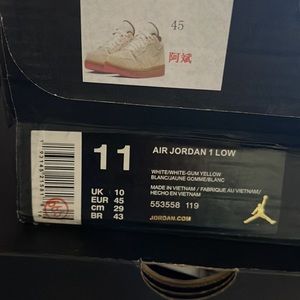 45
阿斌
11
AIR JORDAN 1 LOW
WHITE/WHITE-GUM YELLOW
BLANC/JAUNE GOMME/BLANC
UK 10
EUR 45
cm 29
BR 43
MADE IN VIETNAM / FABRIQUE AU VIETNAM/
HECHO EN VIETNAM
553558 119
JORDAN.COM